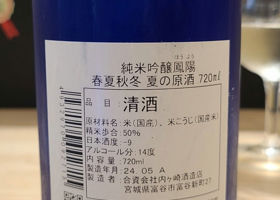 ほうよう
純米吟醸鳳陽
春夏秋冬 夏の原酒 720ml
品目 清酒
原材料名 米(国産)、米こうじ(国産米)
精米歩合 50%
日本酒度 -9
アルコール分 14度
内容量 720ml
製造年月 24.05 A
製造者 合資会社内ヶ崎酒造店
宮城県富谷市富谷新町27